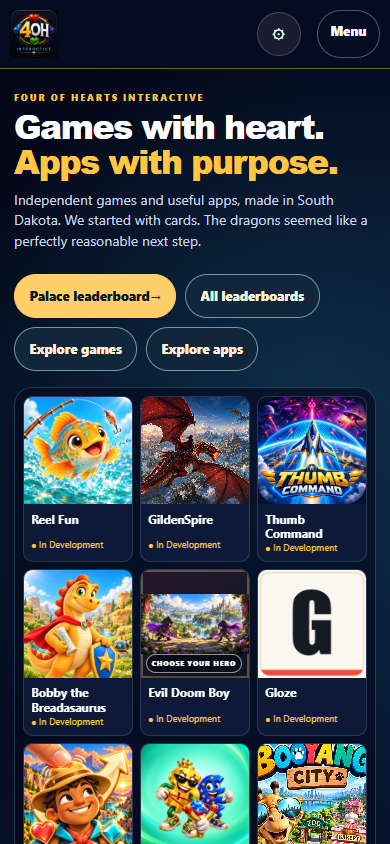 4OH
INTERACTIVE
Menu
FOUR OF HEARTS INTERACTIVE
Games with heart.
Apps with purpose.
Independent games and useful apps, made in South
Dakota. We started with cards. The dragons seemed like a
perfectly reasonable next step.
Palace leaderboard→
All leaderboards
Explore games
Explore apps
THUMB
COMMAND
Reel Fun
GildenSpire
Thumb
Command
● In Development
● In Development
● In Development
CHOOSE YOUR HERO
G
Bobby the
Breadasaurus
Evil Doom Boy
Gloze
● In Development
● In Development
● In Development
BOOYANG
CITY
ZOO